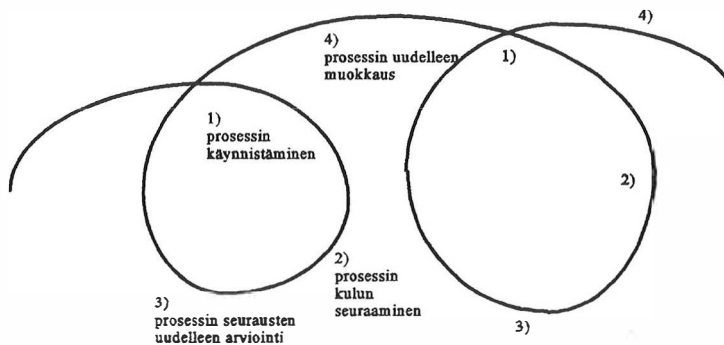 4)
prosessin uudelleen
muokkaus
1)
4)
1)
prosessin
käynnistäminen
2)
2)
prosessin
kulun
seuraaminen
3)
prosessin seurausten
uudelleen arviointi
3)